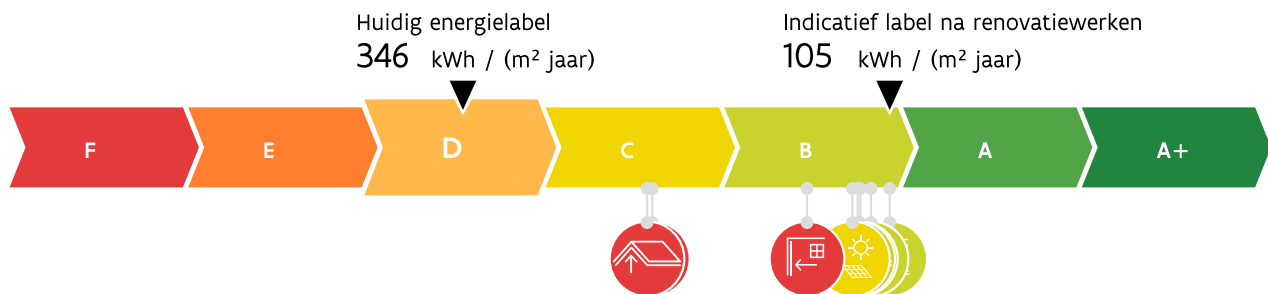 Huidig energielabel
346 kWh / (m² jaar)
Indicatief label na renovatiewerken
105 kWh / (m² jaar)
F
E
D
C
B
A
A+